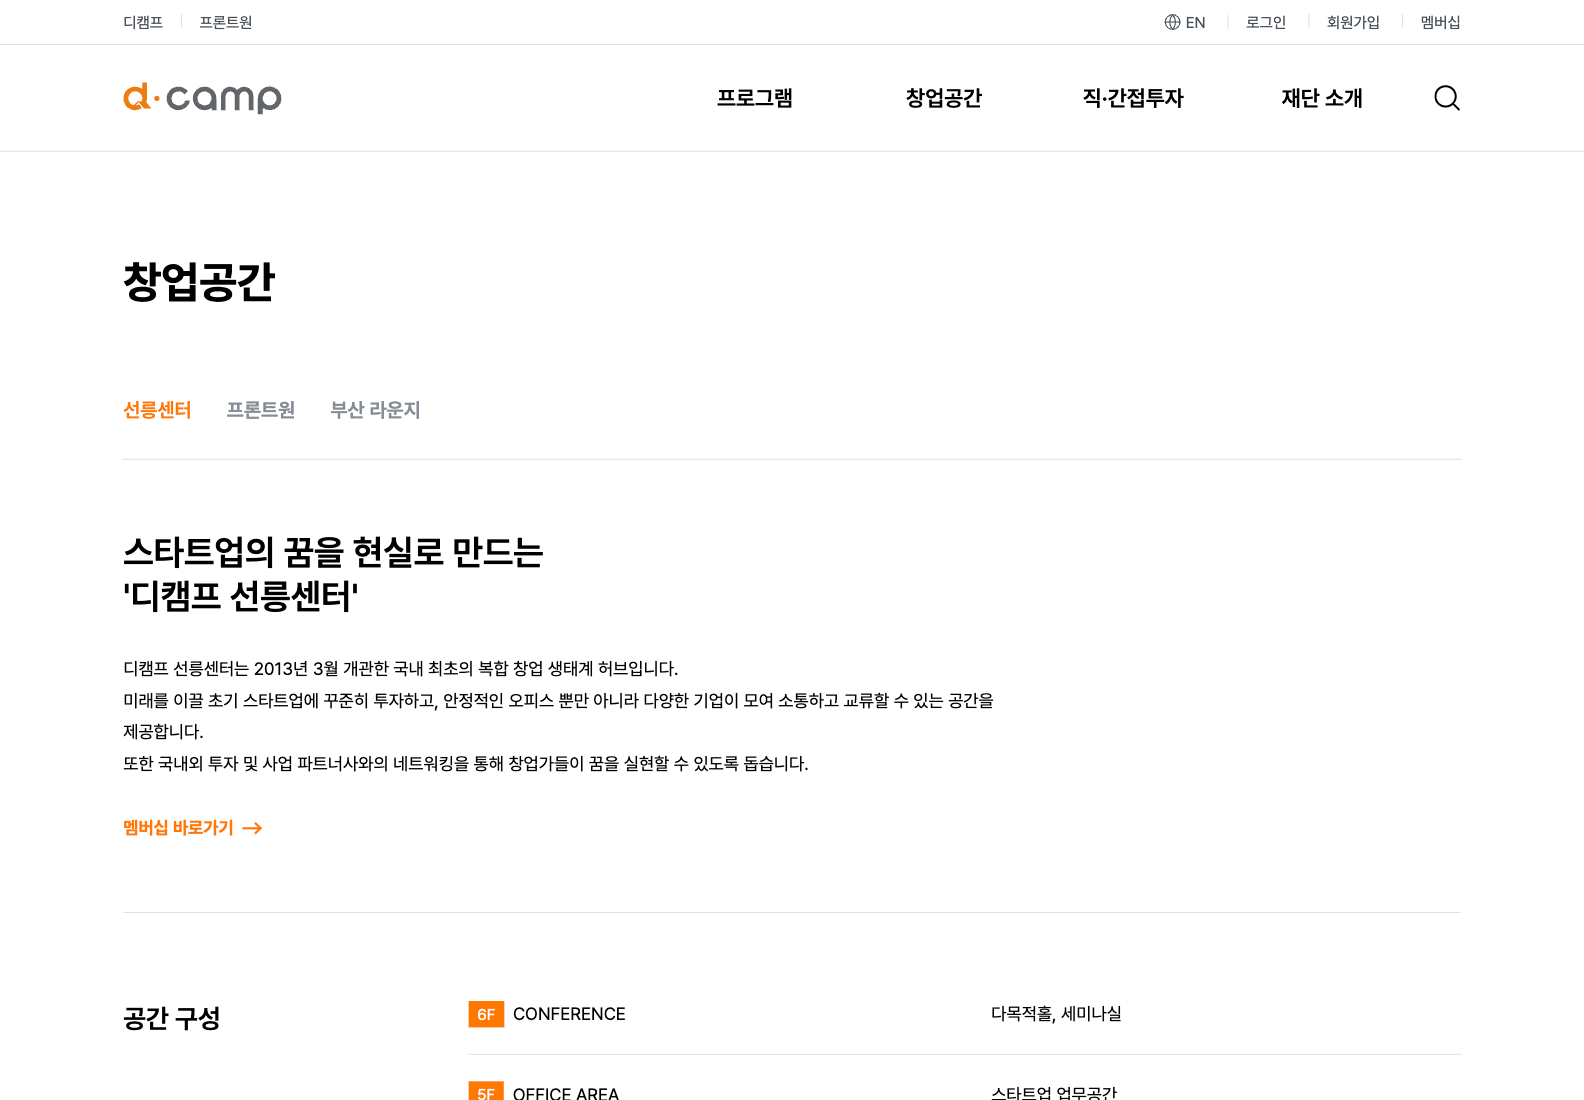 디캠프
프론트원
EN
로그인
회원가입
멤버십
d·camp
프로그램
창업공간
직·간접투자
재단 소개
창업공간
선릉센터
프론트원
부산 라운지
스타트업의 꿈을 현실로 만드는
'디캠프 선릉센터'
디캠프 선릉센터는 2013년 3월 개관한 국내 최초의 복합 창업 생태계 허브입니다.
미래를 이끌 초기 스타트업에 꾸준히 투자하고, 안정적인 오피스 뿐만 아니라 다양한 기업이 모여 소통하고 교류할 수 있는 공간을
제공합니다.
또한 국내외 투자 및 사업 파트너사와의 네트워킹을 통해 창업가들이 꿈을 실현할 수 있도록 돕습니다.
멤버십 바로가기 →
공간 구성
6F CONFERENCE
다목적홀, 세미나실
5F OFFICE AREA
스타트업 업무공간